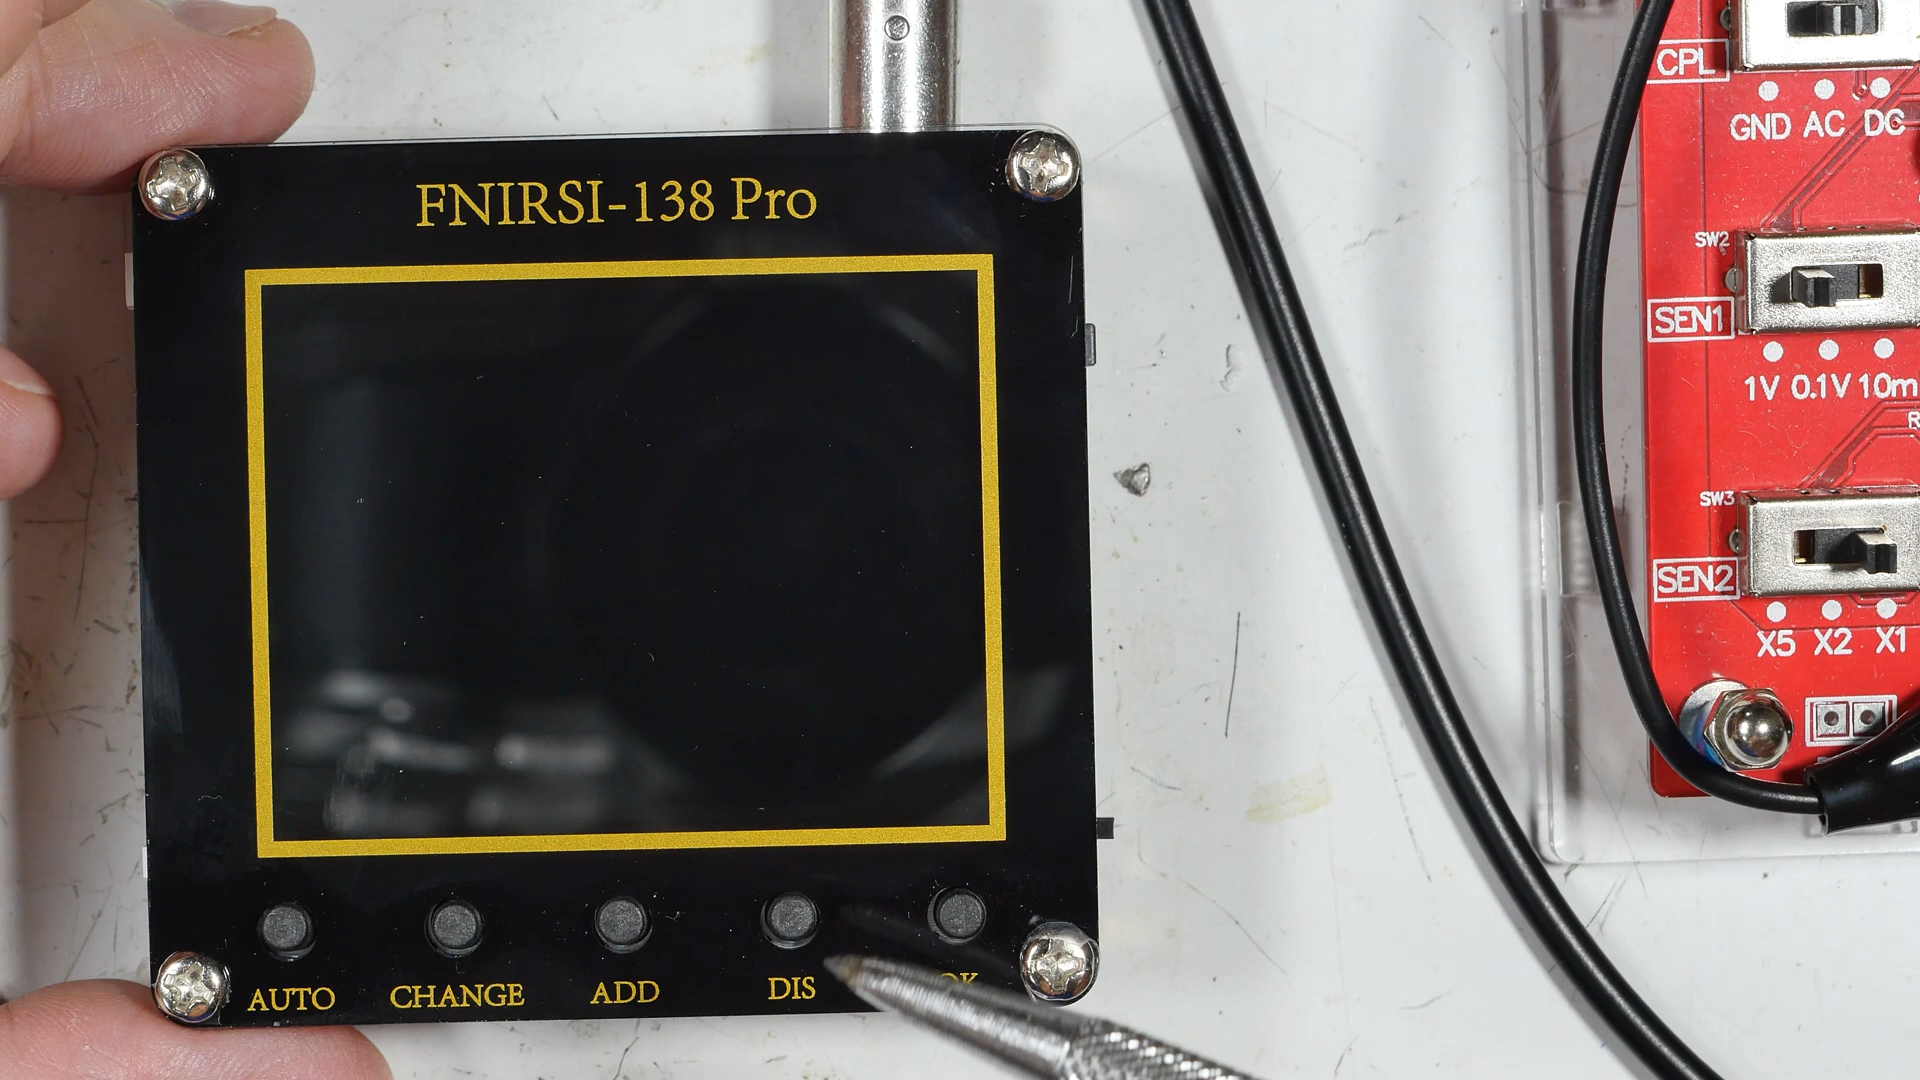 FNIRSI-138 Pro
AUTO CHANGE ADD DIS OK
CPL
GND AC DC
SW2
SEN1
1V 0.1V 10m
R
SW3
SEN2
X5 X2 X1